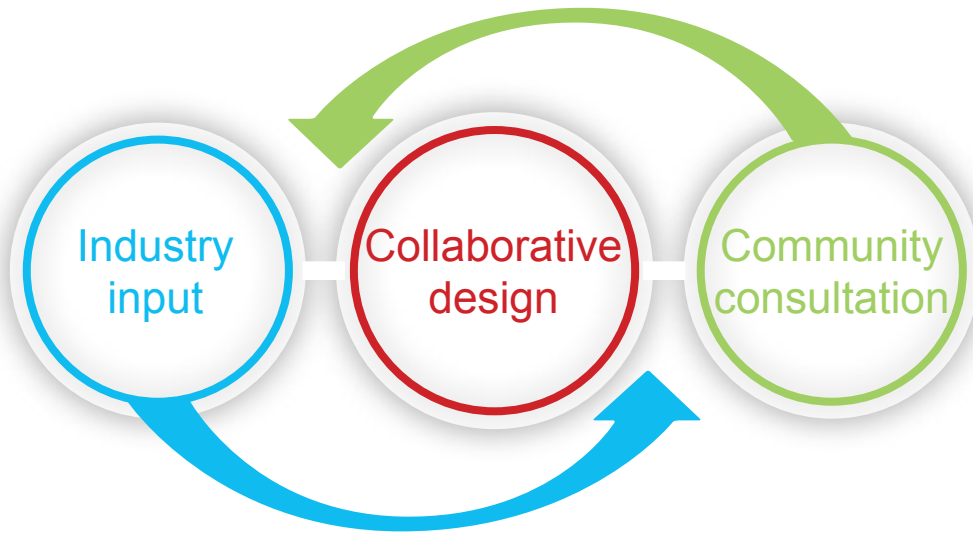 Industry
input
Collaborative
design
Community
consultation